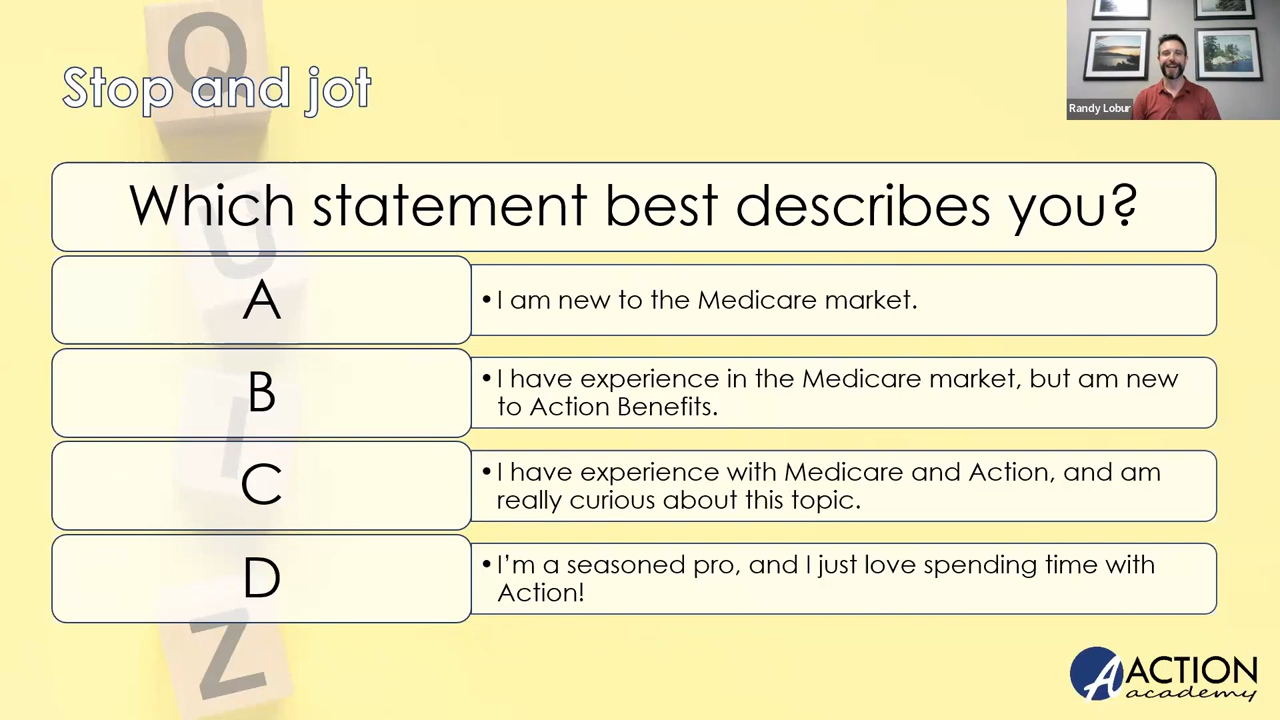 Stop and jot
Randy Lobur
Which statement best describes you?
A
•I am new to the Medicare market.
B
•I have experience in the Medicare market, but am new
to Action Benefits.
C
•I have experience with Medicare and Action, and am
really curious about this topic.
D
•I’m a seasoned pro, and I just love spending time with
Action!
Q
U
I
Z
A ACTION
academy